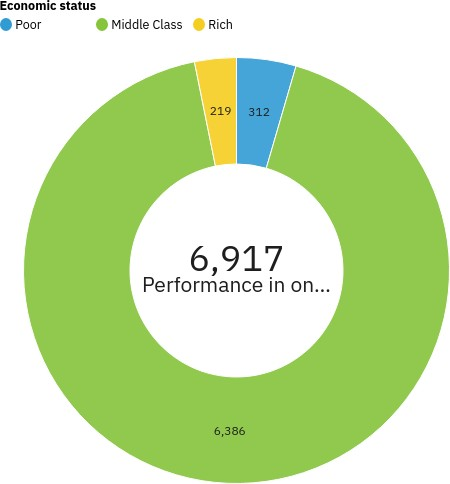 Economic status
Poor Middle Class Rich
219 312
6,917
Performance in on...
6,386